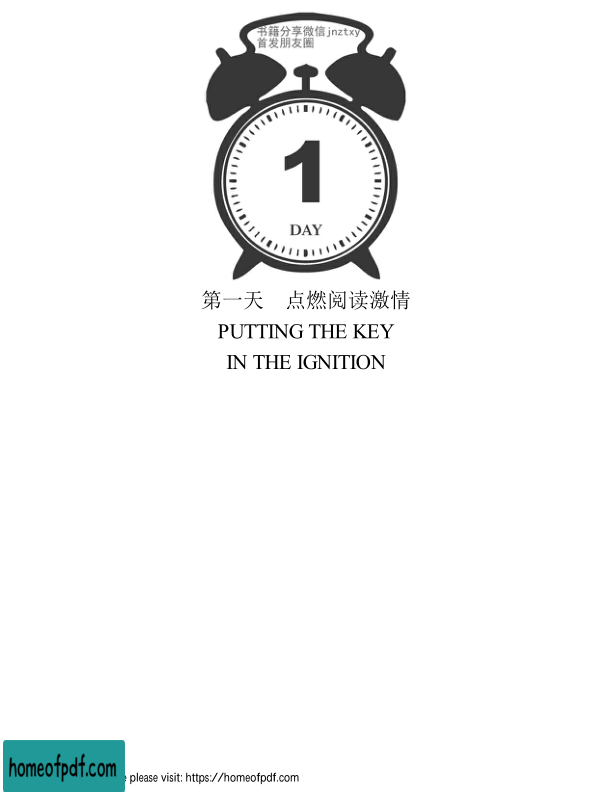 书籍分享微信jnztxy
首发朋友圈
1
DAY
第一天　点燃阅读激情
PUTTING THE KEY
IN THE IGNITION
homeofpdf.com
e please visit: https://homeofpdf.com